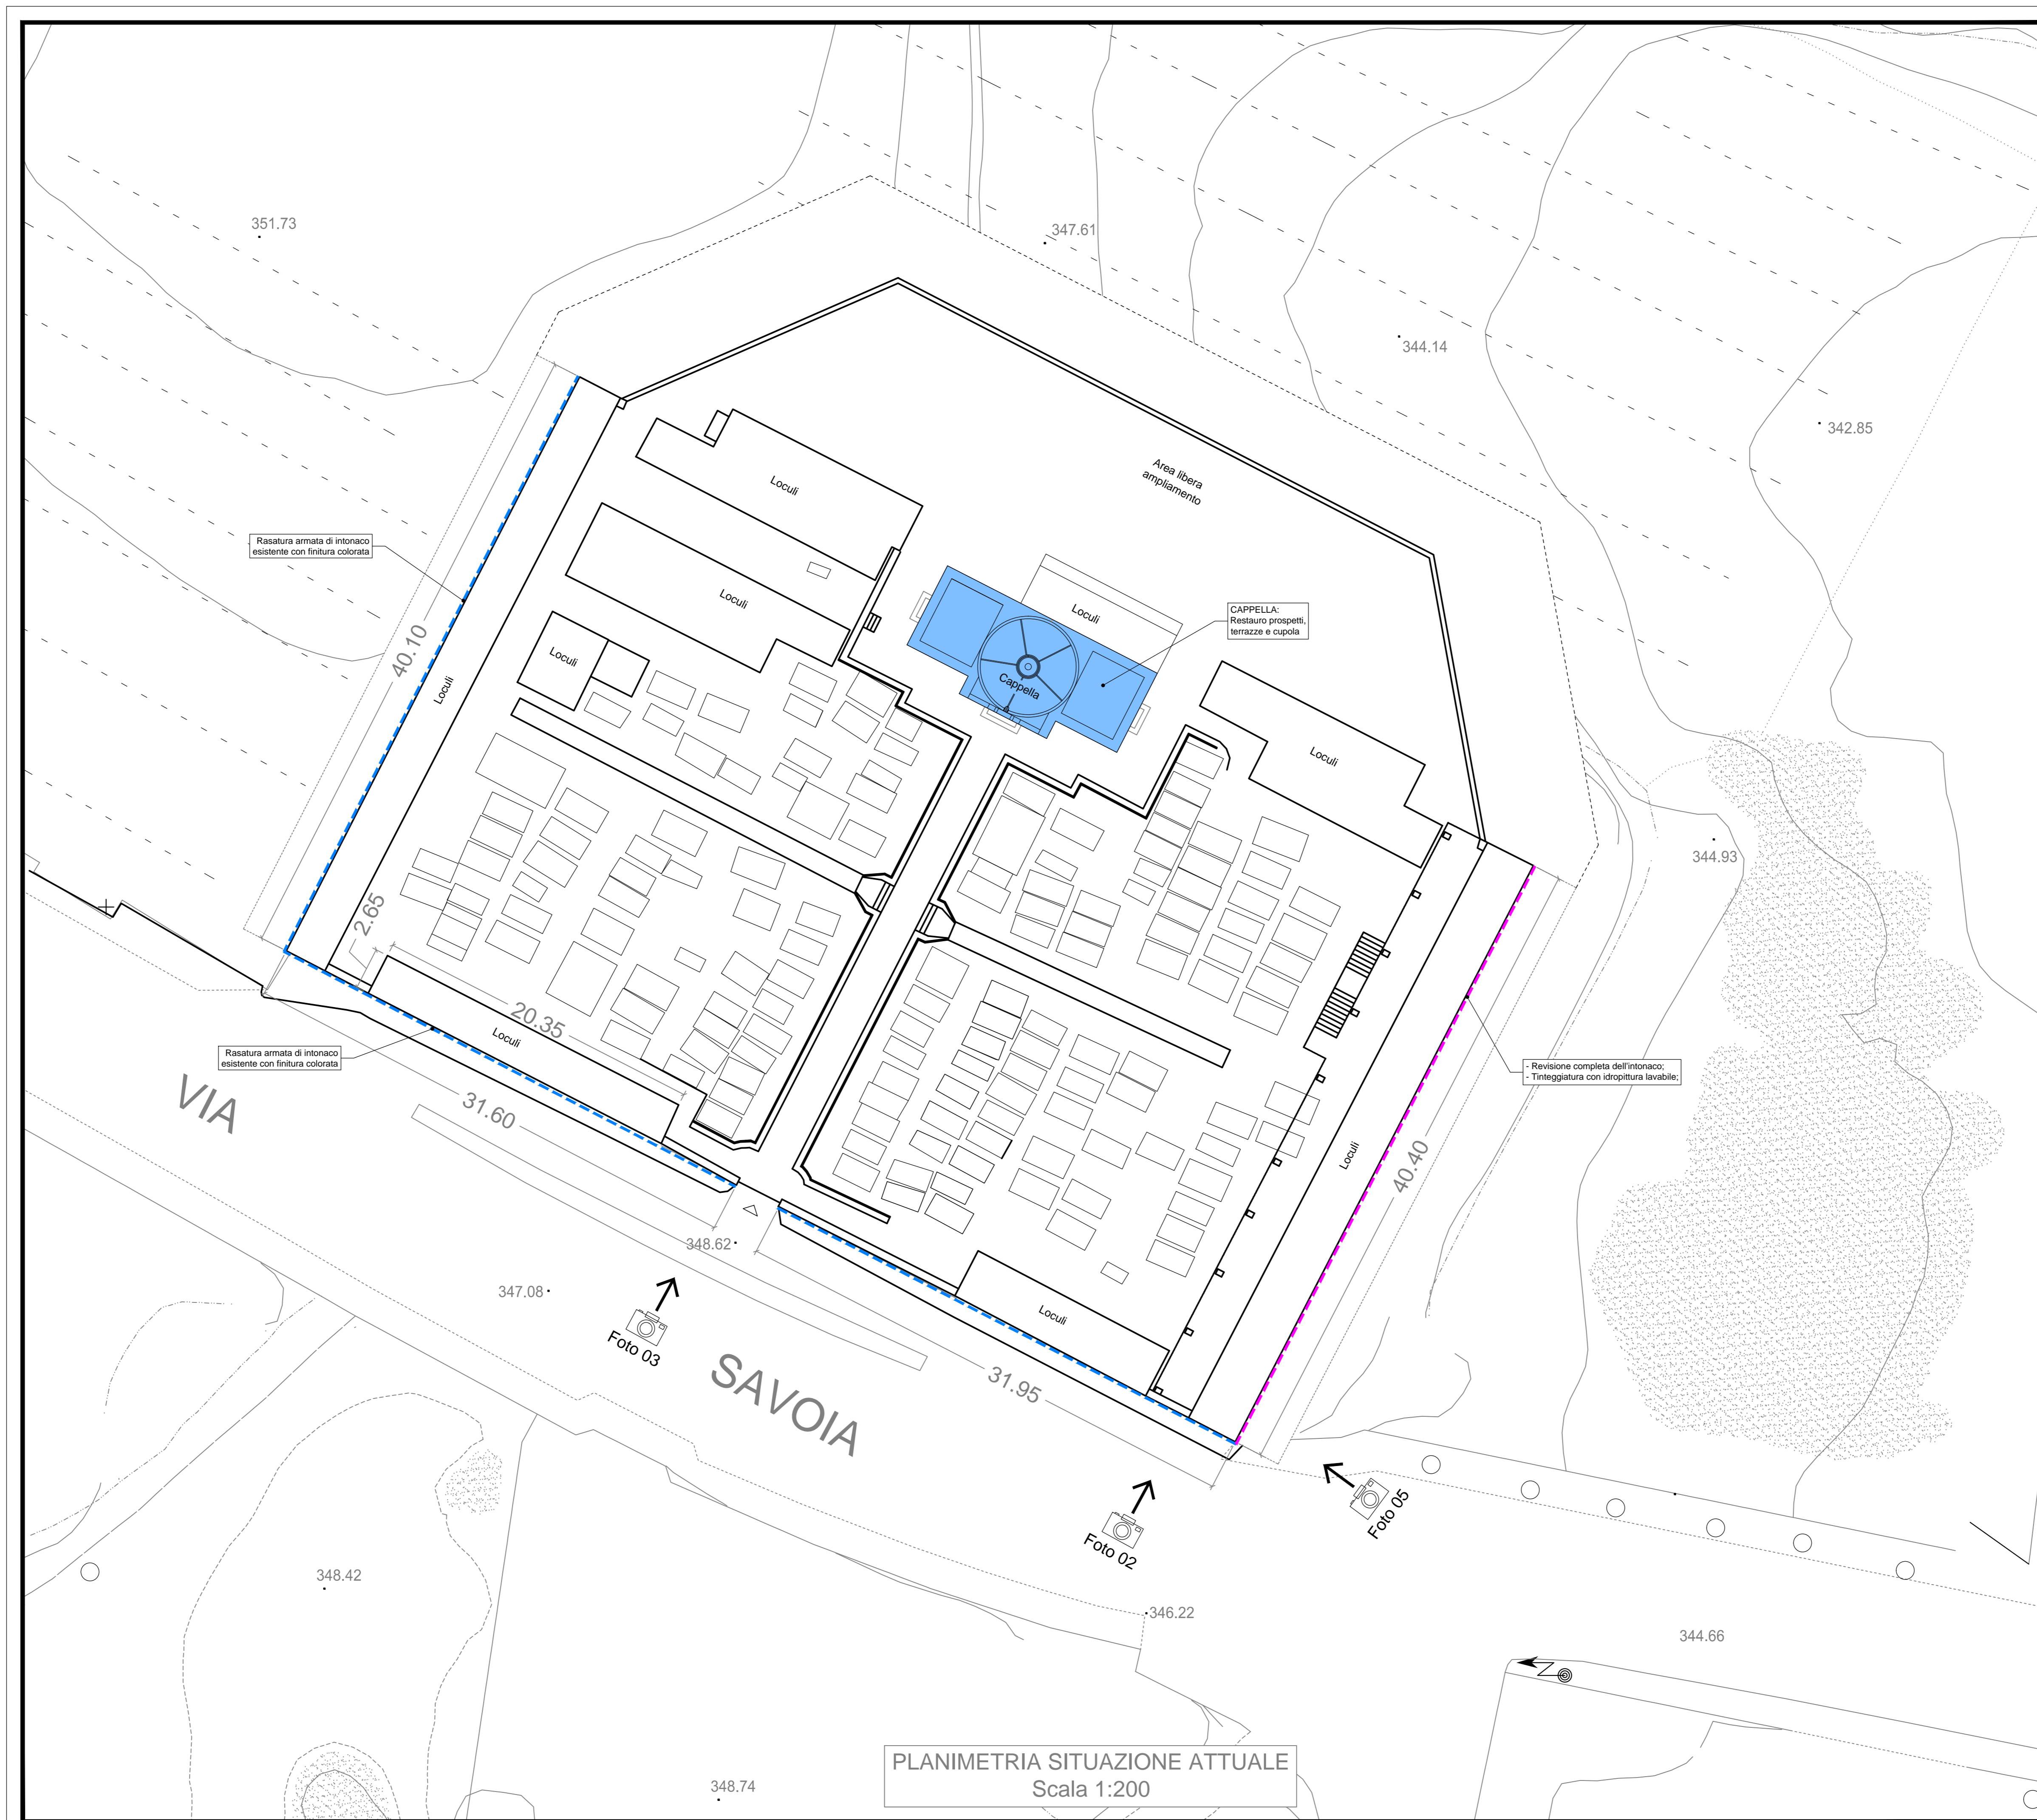 351.73
347.61
344.14
342.85
Area libera
ampliamento
Loculi
Rasatura armata di intonaco
esistente con finitura colorata
Loculi
Loculi
CAPPELLA:
Restauro prospetti,
terrazze e cupola
40.10
Loculi
Loculi
Cappella
Loculi
344.93
2.65
20.35
Loculi
Rasatura armata di intonaco
esistente con finitura colorata
- Revisione completa dell'intonaco;
- Tinteggiatura con idropittura lavabile;
VIA
31.60
Loculi
40.40
348.62
347.08
Foto 03
Loculi
SAVOIA
31.95
Foto 05
Foto 02
348.42
346.22
344.66
N
348.74
PLANIMETRIA SITUAZIONE ATTUALE
Scala 1:200